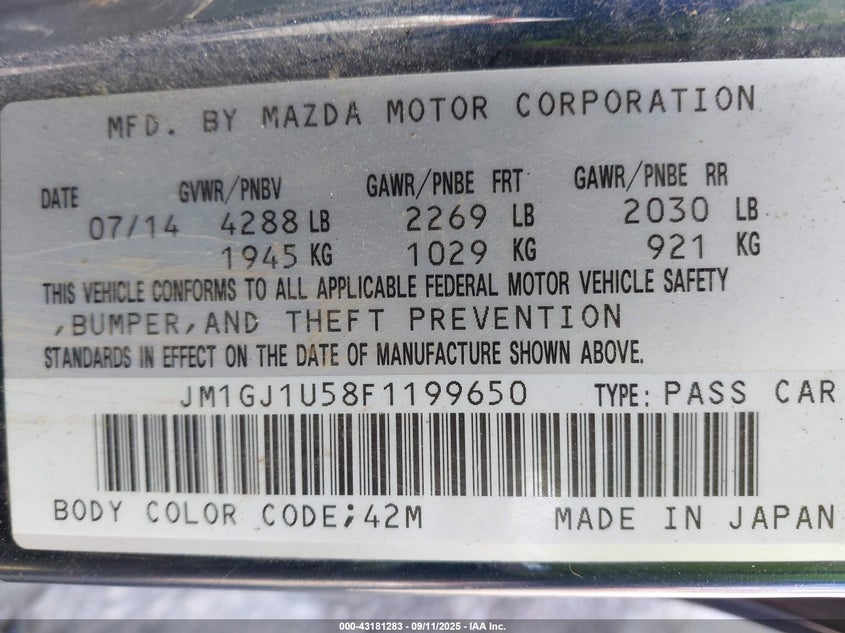 MFD. BY MAZDA MOTOR CORPORATION
DATE GVWR/PNBV GAWR/PNBE FRT GAWR/PNBE RR
07/14 4288 LB 2269 LB 2030 LB
1945 KG 1029 KG 921 KG
THIS VEHICLE CONFORMS TO ALL APPLICABLE FEDERAL MOTOR VEHICLE SAFETY
,BUMPER,AND THEFT PREVENTION
STANDARDS IN EFFECT ON THE DATE OF MANUFACTURE SHOWN ABOVE.
JM1GJ1U58F1199650 TYPE: PASS CAR
BODY COLOR CODE;42M MADE IN JAPAN
000-43181283 - 09/11/2025 - IAA Inc.